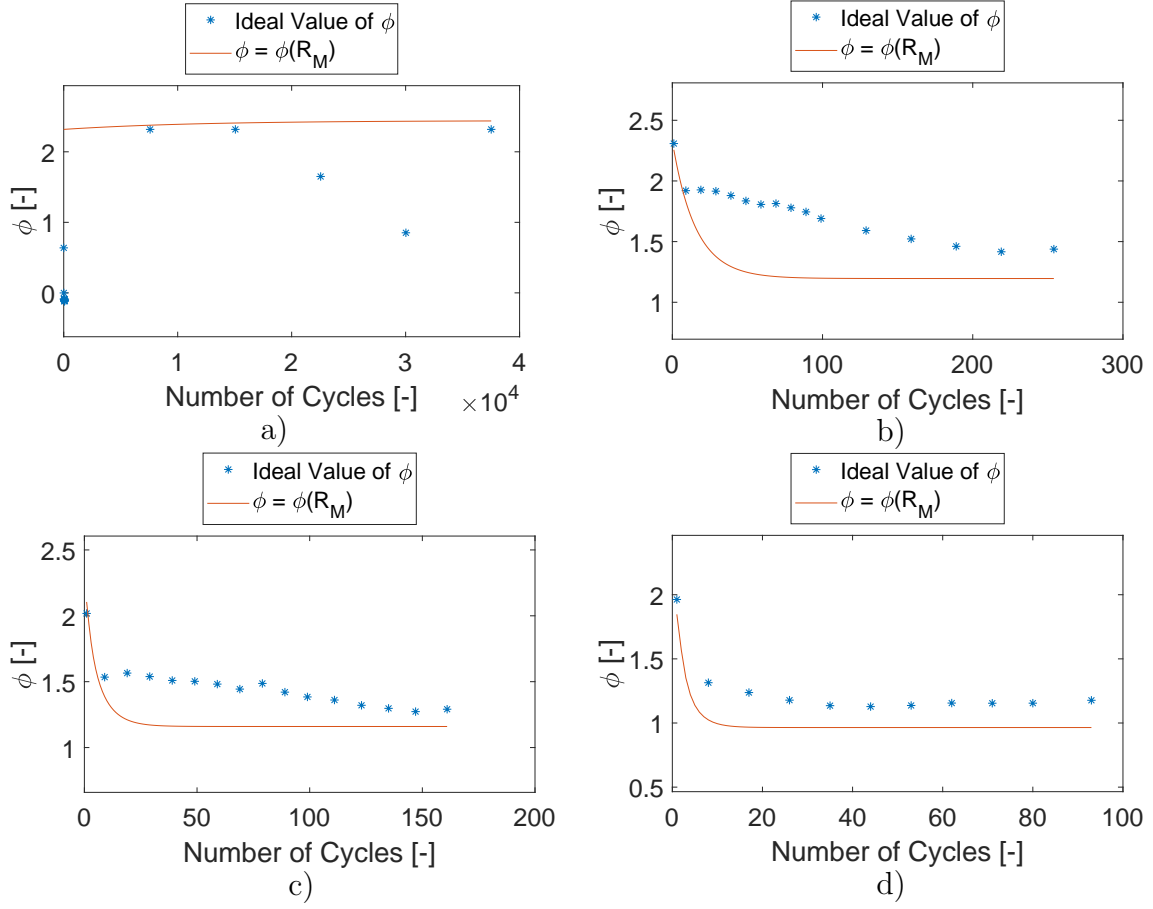 Ideal Value of ϕ
ϕ = ϕ(R_M)
2
1
0
ϕ [-]
0 1 2 3 4
Number of Cycles [-]
×10^4
a)
Ideal Value of ϕ
ϕ = ϕ(R_M)
2.5
2
1.5
1
ϕ [-]
0 100 200 300
Number of Cycles [-]
b)
Ideal Value of ϕ
ϕ = ϕ(R_M)
2.5
2
1.5
1
ϕ [-]
0 50 100 150 200
Number of Cycles [-]
c)
Ideal Value of ϕ
ϕ = ϕ(R_M)
2
1.5
1
0.5
ϕ [-]
0 20 40 60 80 100
Number of Cycles [-]
d)